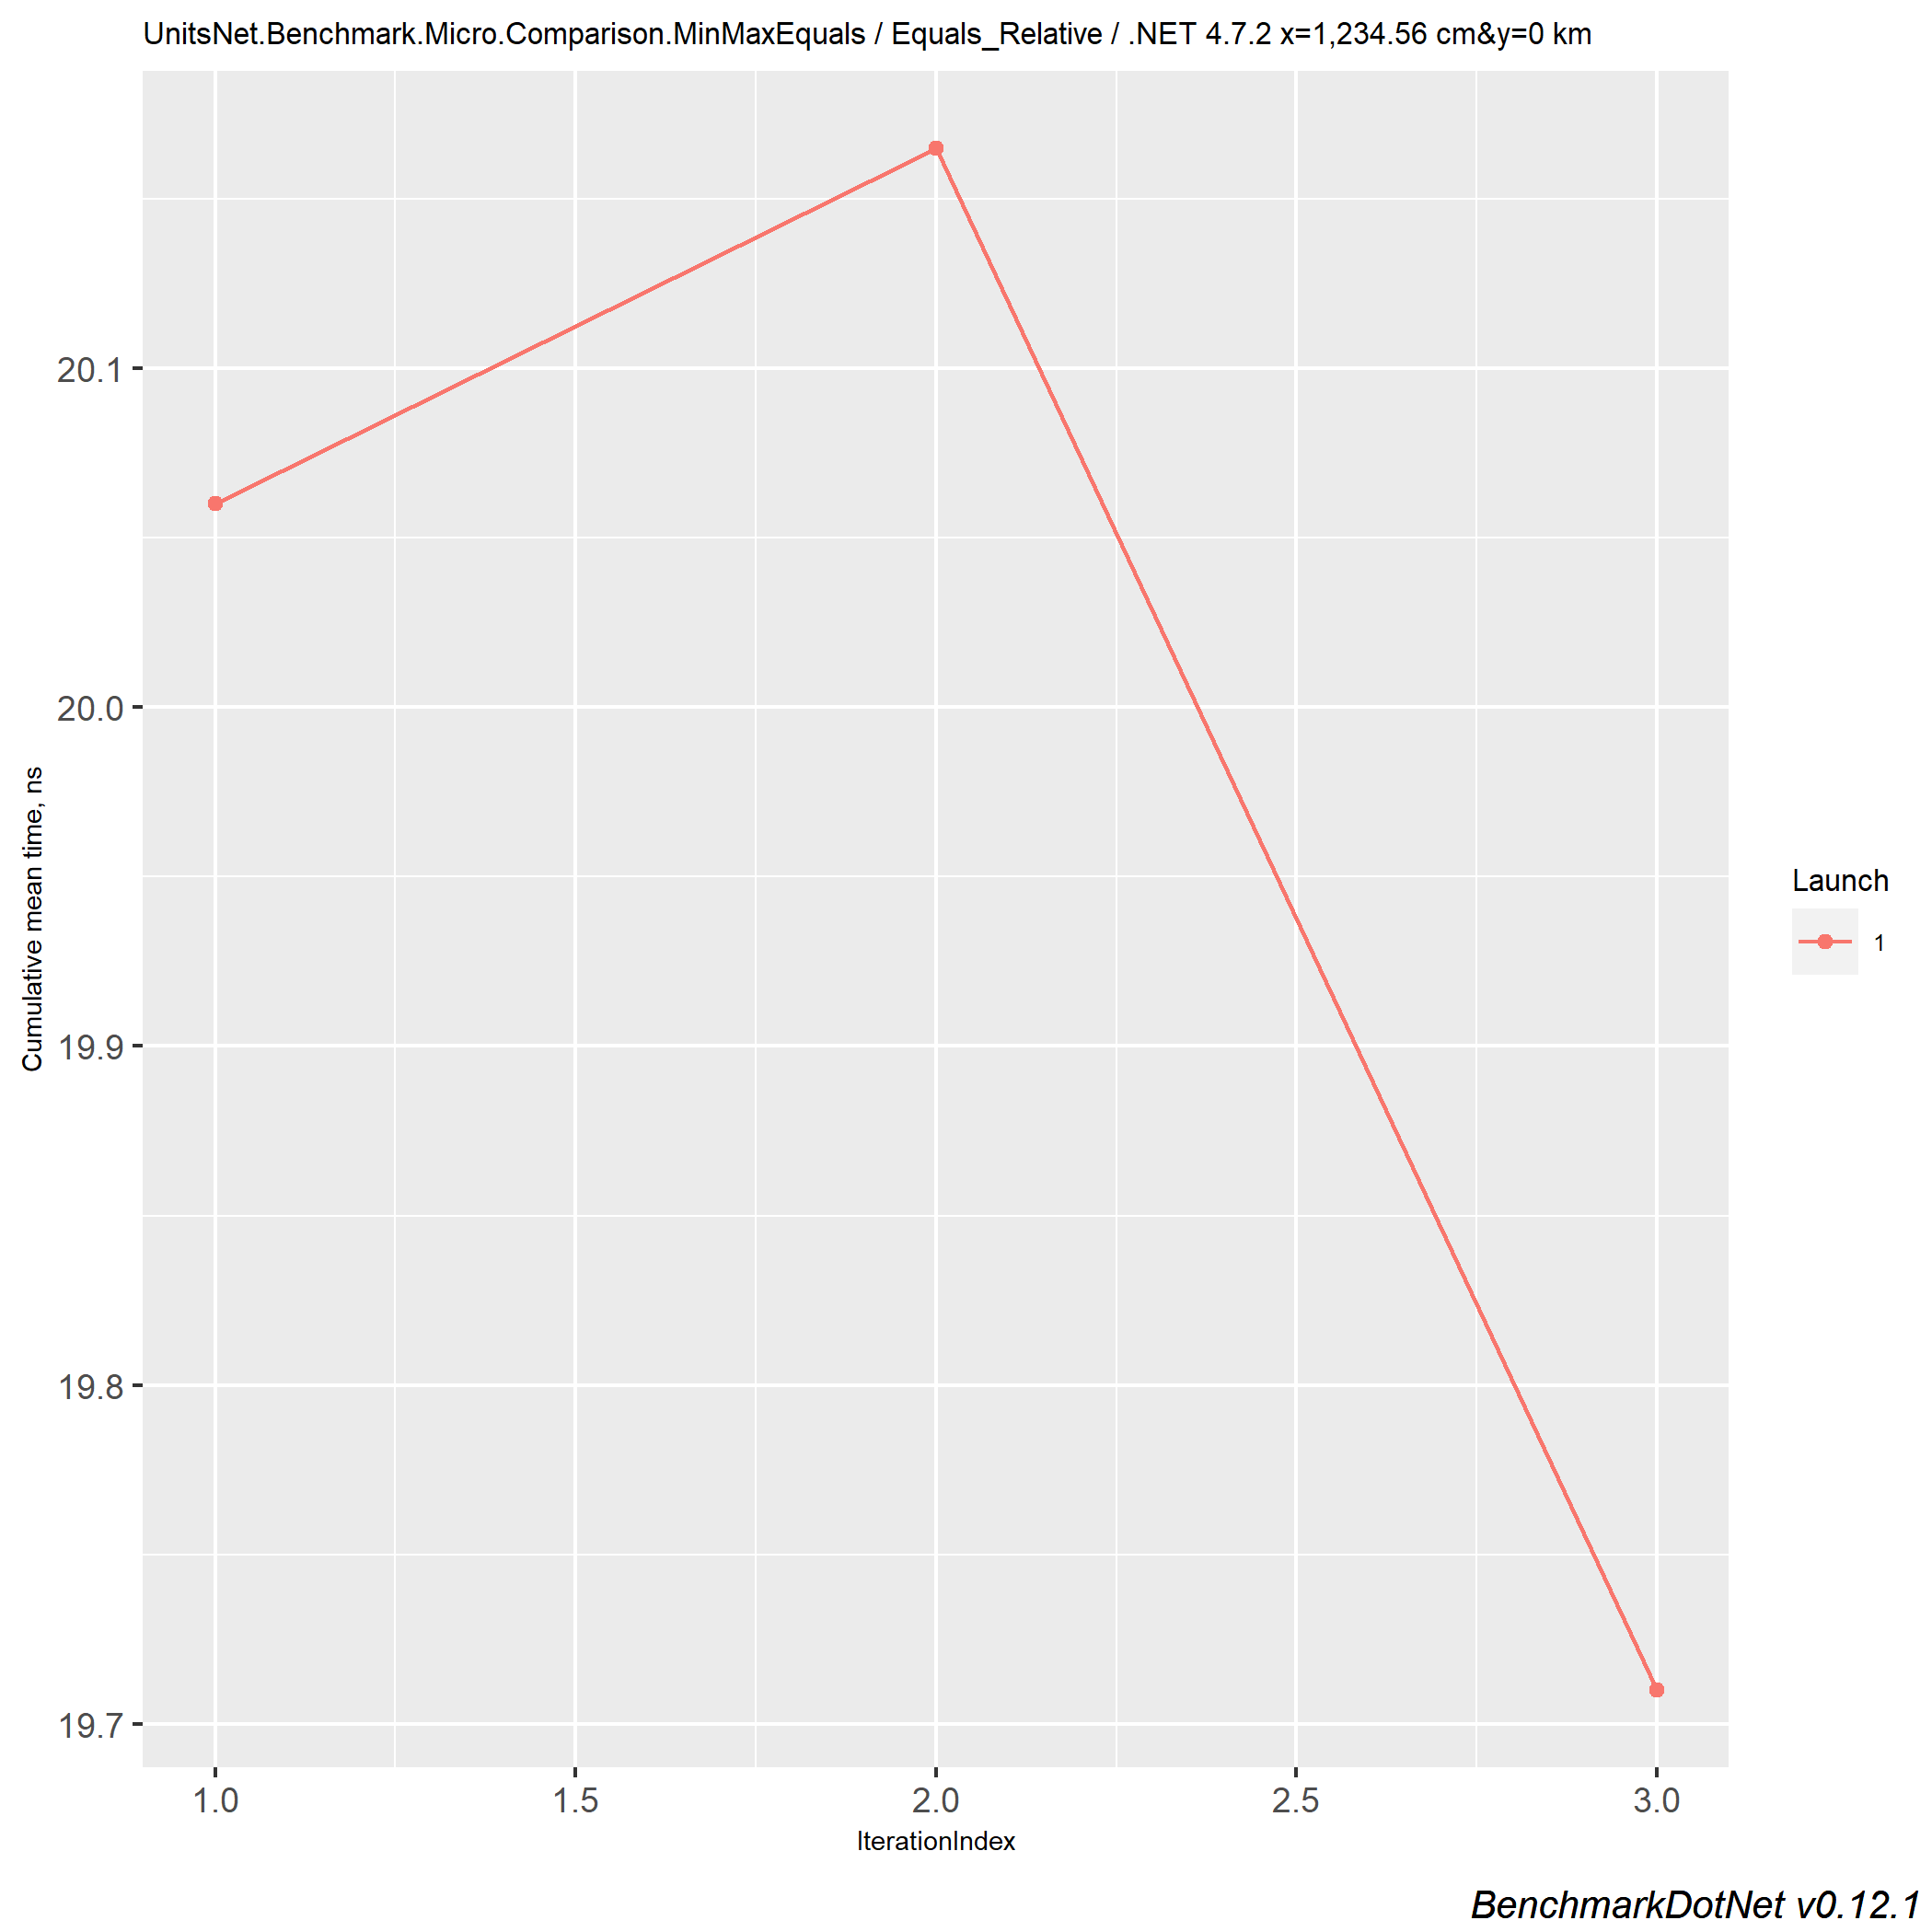 UnitsNet.Benchmark.Micro.Comparison.MinMaxEquals / Equals_Relative / .NET 4.7.2 x=1,234.56 cm&y=0 km
20.1
20.0
19.9
19.8
19.7
Cumulative mean time, ns
1.0 1.5 2.0 2.5 3.0
IterationIndex
Launch
1
BenchmarkDotNet v0.12.1